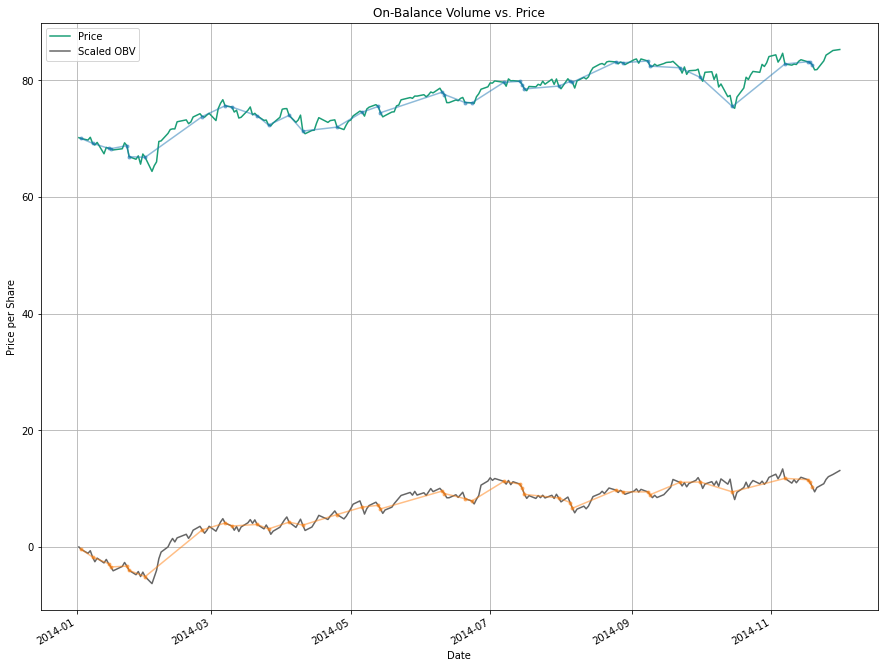 On-Balance Volume vs. Price
Price
Scaled OBV
Price per Share
80
60
40
20
0
2014-01
2014-03
2014-05
2014-07
2014-09
2014-11
Date